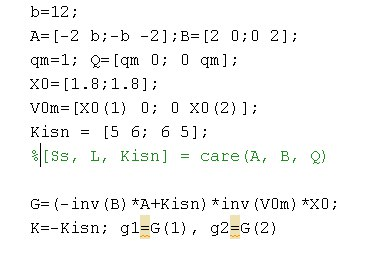 b=12;
A=[-2 b;-b -2];B=[2 0;0 2];
qm=1; Q=[qm 0; 0 qm];
X0=[1.8;1.8];
V0m=[X0(1) 0; 0 X0(2)];
Kisn = [5 6; 6 5];
%[Ss, L, Kisn] = care(A, B, Q)
G=(-inv(B)*A+Kisn)*inv(V0m)*X0;
K=-Kisn; g1=G(1), g2=G(2)